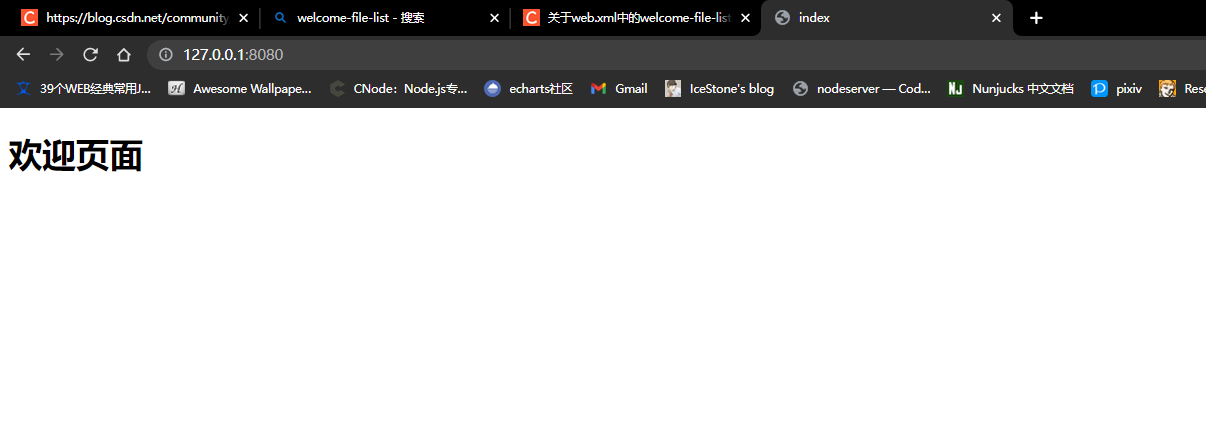 https://blog.csdn.net/community
welcome-file-list - 搜索
关于web.xml中的welcome-file-list
index
127.0.0.1:8080
39个WEB经典常用J...
Awesome Wallpape...
CNode：Node.js专...
echarts社区
Gmail
IceStone's blog
nodeserver — Cod...
Nunjucks 中文文档
pixiv
Rese
欢迎页面